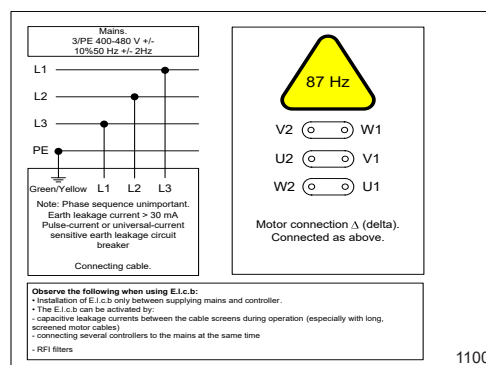 Mains.
3/PE 400-480 V +/-
10%50 Hz +/- 2Hz
L1
L2
L3
PE
Green/Yellow L1 L2 L3
Note: Phase sequence unimportant.
Earth leakage current > 30 mA
Pulse-current or universal-current
sensitive earth leakage circuit
breaker
Connecting cable.
87 Hz
V2 W1
U2 V1
W2 U1
Motor connection Δ (delta).
Connected as above.
Observe the following when using E.l.c.b:
• Installation of E.l.c.b only between supplying mains and controller.
• The E.l.c.b can be activated by:
- capacitive leakage currents between the cable screens during operation (especially with long,
screened motor cables)
- connecting several controllers to the mains at the same time
- RFI filters